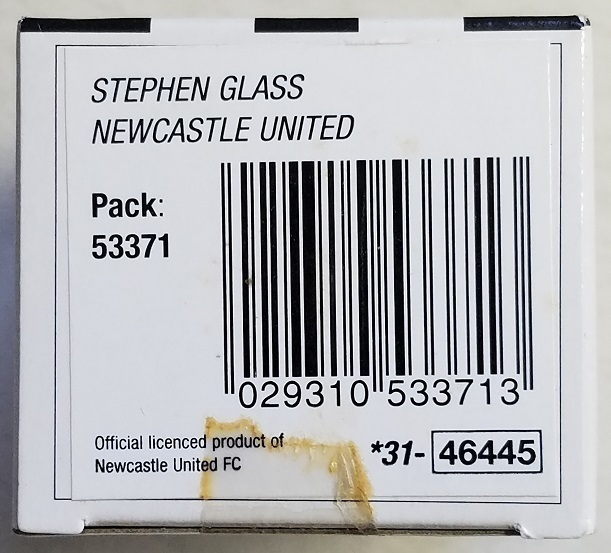 STEPHEN GLASS
NEWCASTLE UNITED
Pack:
53371
029310 533713
Official licenced product of
Newcastle United FC
*31- 46445